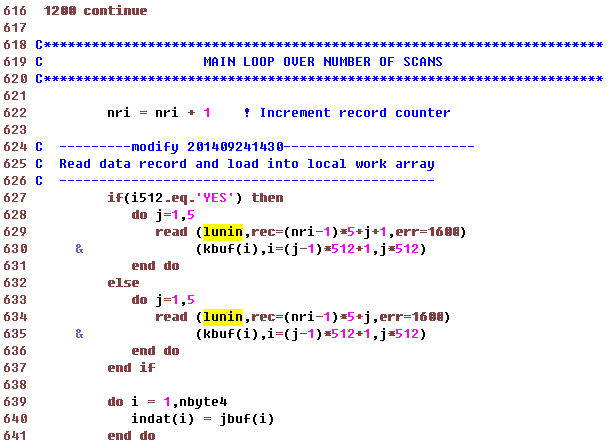 616  1200 continue
617
618 C**********************************************************************
619 C                    MAIN LOOP OVER NUMBER OF SCANS
620 C**********************************************************************
621
622          nri = nri + 1    ! Increment record counter
623
624 C  ---------modify 201409241430------------------------
625 C  Read data record and load into local work array
626 C  -----------------------------------------------
627          if(i512.eq.'YES') then
628             do j=1,5
629                read (lunin,rec=(nri-1)*5+j+1,err=1600)
630      &              (kbuf(i),i=(j-1)*512+1,j*512)
631             end do
632          else
633             do j=1,5
634                read (lunin,rec=(nri-1)*5+j,err=1600)
635      &              (kbuf(i),i=(j-1)*512+1,j*512)
636             end do
637          end if
638
639          do i = 1,nbyte4
640             indat(i) = jbuf(i)
641          end do